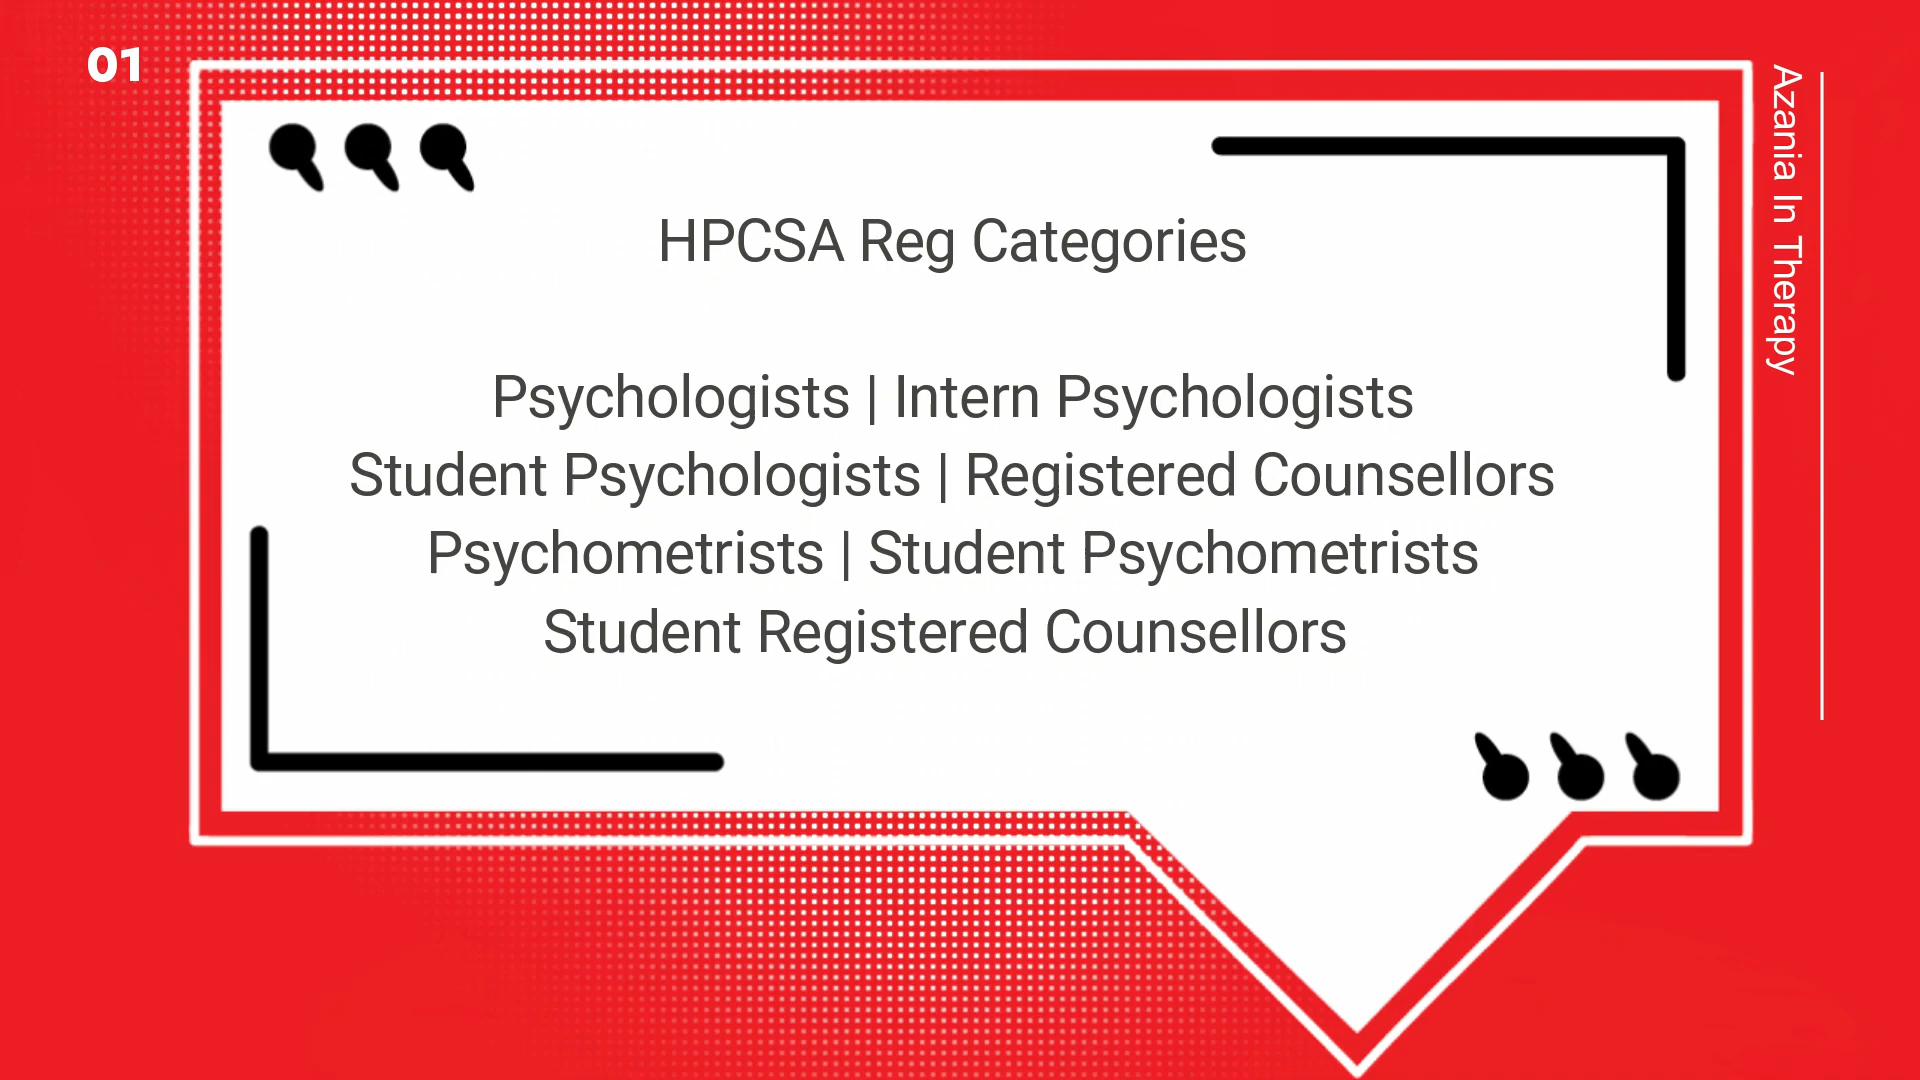 01
HPCSA Reg Categories
Psychologists | Intern Psychologists
Student Psychologists | Registered Counsellors
Psychometrists | Student Psychometrists
Student Registered Counsellors
Azania In Therapy